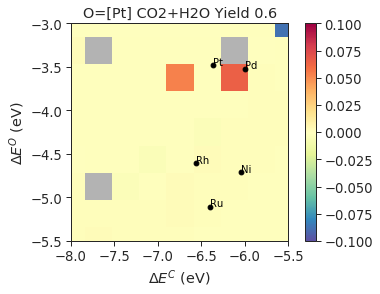 O=[Pt] CO2+H2O Yield 0.6
−3.0
−3.5
−4.0
−4.5
−5.0
−5.5
ΔE^O (eV)
Pt
Pd
Rh
Ni
Ru
−8.0 −7.5 −7.0 −6.5 −6.0 −5.5
ΔE^C (eV)
0.100
0.075
0.050
0.025
0.000
−0.025
−0.050
−0.075
−0.100